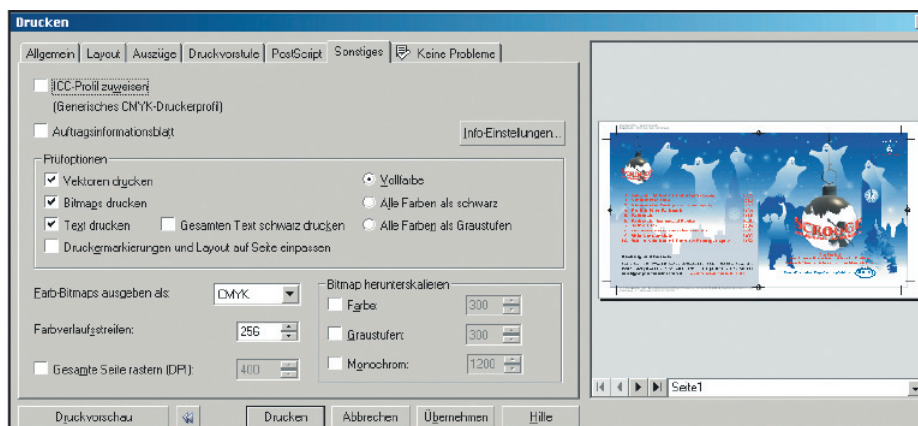 Drucken
Allgemein Layout Auszüge Druckvorstufe PostScript Sonstiges Keine Probleme
ICC-Profil zuweisen
(Generisches CMYK-Druckerprofil)
Auftragsinformationsblatt
Info-Einstellungen...
Prüfoptionen
Vektoren drucken
Vollfarbe
Bitmaps drucken
Alle Farben als schwarz
Text drucken
Gesamten Text schwarz drucken
Alle Farben als Graustufen
Druckermarkierungen und Layout auf Seite einpassen
Farb-Bitmaps ausgeben als: CMYK
Bitmap herunterskalieren
Farbe: 300
Farbverlaufsstreifen: 256
Graustufen: 300
Gesamte Seite rastern (DPI): 400
Monochrom: 1200
SCROOGE
Seite1
Druckvorschau
Drucken
Abbrechen
Übernehmen
Hilfe